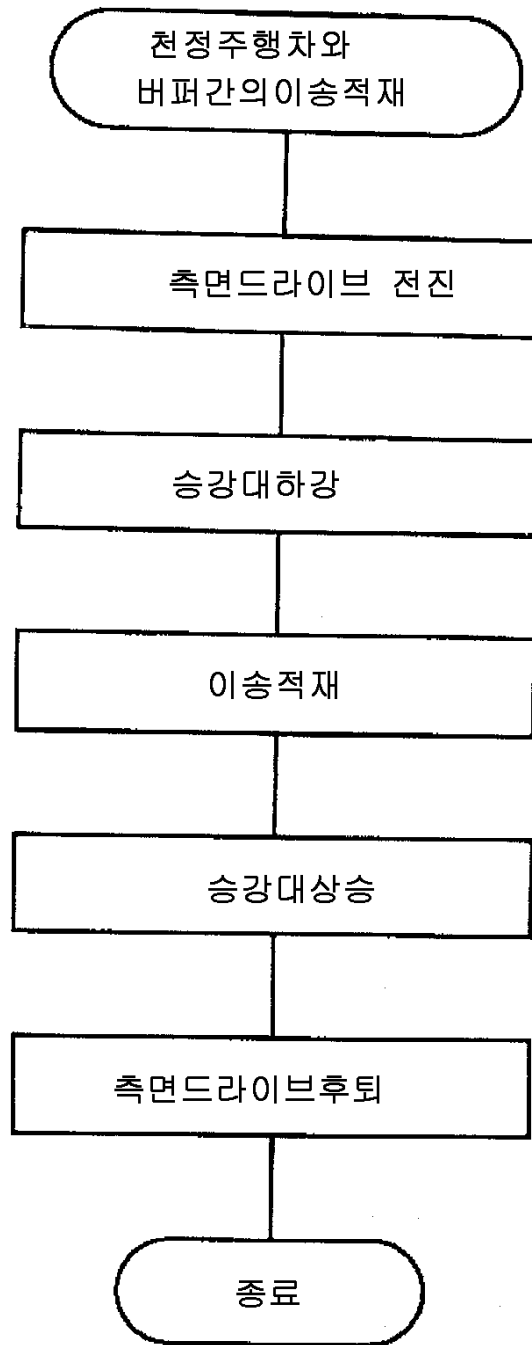 천정주행차와
버퍼간의이송적재
측면드라이브 전진
승강대하강
이송적재
승강대상승
측면드라이브후퇴
종료